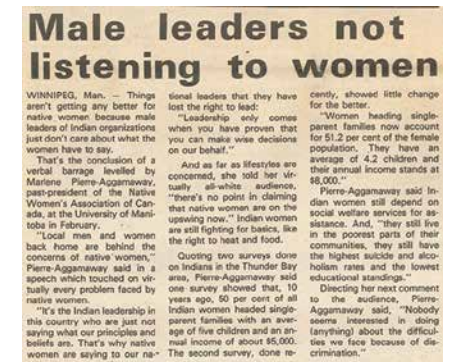 Male leaders not
listening to women
WINNIPEG, Man. — Things
aren't getting any better for
native women because male
leaders of Indian organizations
just don't care about what the
women have to say.
That's the conclusion of a
verbal barrage levelled by
Marlene Pierre-Aggamaway,
past-president of the Native
Women's Association of Can-
ada, at the University of Mani-
toba in February.
"Local men and women
back home are behind the
concerns of native women,"
Pierre-Aggamaway said in a
speech which touched on vir-
tually every problem faced by
native women.
"It's the Indian leadership in
this country who are just not
saying what our principles and
beliefs are. That's why native
women are saying to our na-
tional leaders that they have
lost the right to lead:
"Leadership only comes
when you have proven that
you can make wise decisions
on our behalf."
And as far as lifestyles are
concerned, she told her vir-
tually all-white audience,
"there's no point in claiming
that native women are on the
upswing now." Indian women
are still fighting for basics, like
the right to heat and food.
Quoting two surveys done
on Indians in the Thunder Bay
area, Pierre-Aggamaway said
one survey showed that, 10
years ago, 50 per cent of all
Indian women headed single-
parent families with an aver-
age of five children and an an-
nual income of about $5,000.
The second survey, done re-
cently, showed little change
for the better.
"Women heading single-
parent families now account
for 51.2 per cent of the female
population. They have an
average of 4.2 children and
their annual income stands at
$8,000."
Pierre-Aggamaway said In-
dian women still depend on
social welfare services for as-
sistance. And, "they still live
in the poorest parts of their
communities, they still have
the highest suicide and alco-
holism rates and the lowest
educational standings."
Directing her next comment
to the audience, Pierre-
Aggamaway said, "Nobody
seems interested in doing
(anything) about the difficul-
ties we face because of dis-
crimination."